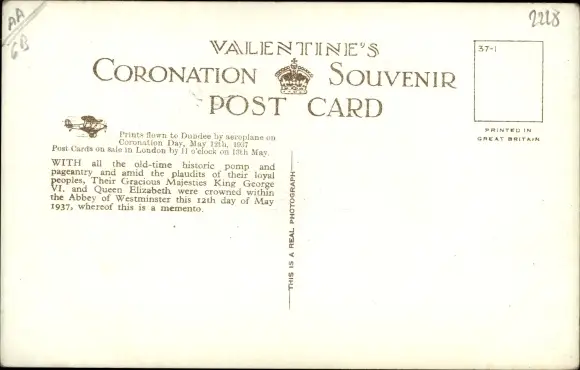 AA
6B
2228
VALENTINE'S
CORONATION SOUVENIR
POST CARD
37-1
PRINTED IN
GREAT BRITAIN
Prints flown to Dundee by aeroplane on
Coronation Day, May 12th, 1937
Post Cards on sale in London by 11 o'clock on 13th May.
WITH all the old-time historic pomp and
pageantry and amid the plaudits of their loyal
peoples, Their Gracious Majesties King George
VI. and Queen Elizabeth were crowned within
the Abbey of Westminster this 12th day of May
1937, whereof this is a memento.
THIS IS A REAL PHOTOGRAPH